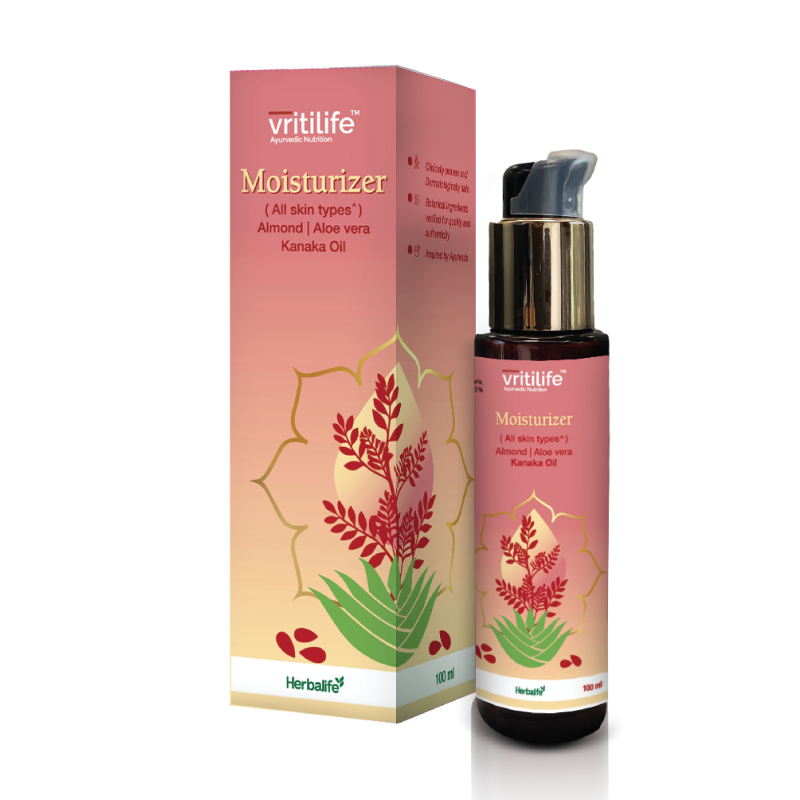 vritilife™
Ayurvedic Nutrition
Moisturizer
( All skin types^)
Almond | Aloe vera
Kanaka Oil
Herbalife
Clinically proven and
Dermatologically safe
Botanical ingredients
verified for quality and
authenticity
Inspired by Ayurveda
100 ml
vritilife™
Ayurvedic Nutrition
Moisturizer
( All skin types^)
Almond | Aloe vera
Kanaka Oil
Herbalife
100 ml